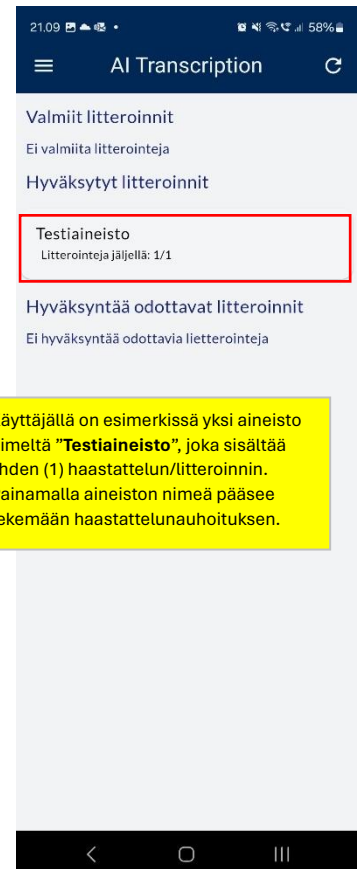 21.09 58%
AI Transcription
Valmiit litteroinnit
Ei valmiita litterointeja
Hyväksytyt litteroinnit
Testiaineisto
Litterointeja jäljellä: 1/1
Hyväksyntää odottavat litteroinnit
Ei hyväksyntää odottavia lietterointeja
äyttäjällä on esimerkissä yksi aineisto
imeltä ”Testiaineisto”, joka sisältää
hden (1) haastattelun/litteroinnin.
ainamalla aineiston nimeä pääsee
ekemään haastattelunauhoituksen.